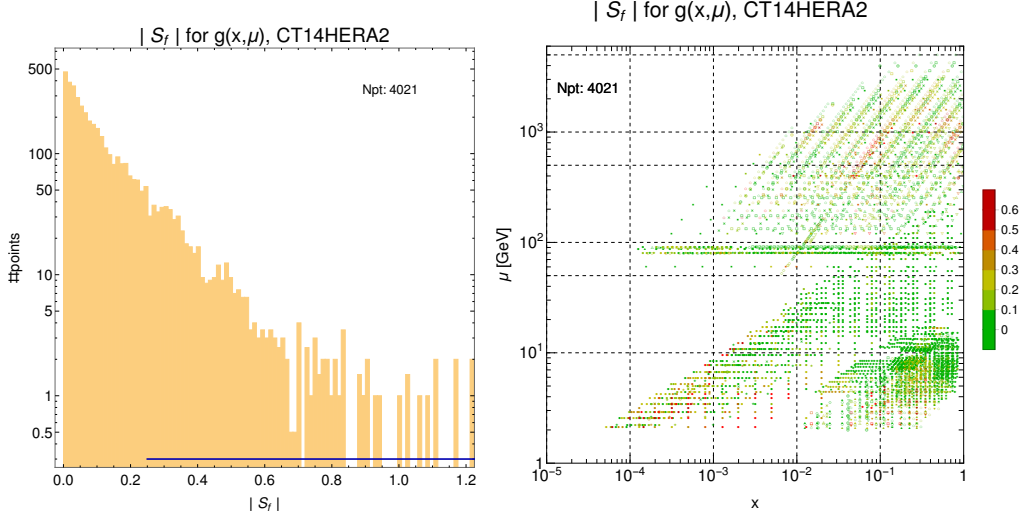 | S_f | for g(x,μ), CT14HERA2
Npt: 4021
♯points
500
100
50
10
5
1
0.5
0.0 0.2 0.4 0.6 0.8 1.0 1.2
| S_f |
| S_f | for g(x,μ), CT14HERA2
Npt: 4021
μ [GeV]
10^3
10^2
10^1
1
10^-5 10^-4 10^-3 10^-2 10^-1 1
x
0.6
0.5
0.4
0.3
0.2
0.1
0